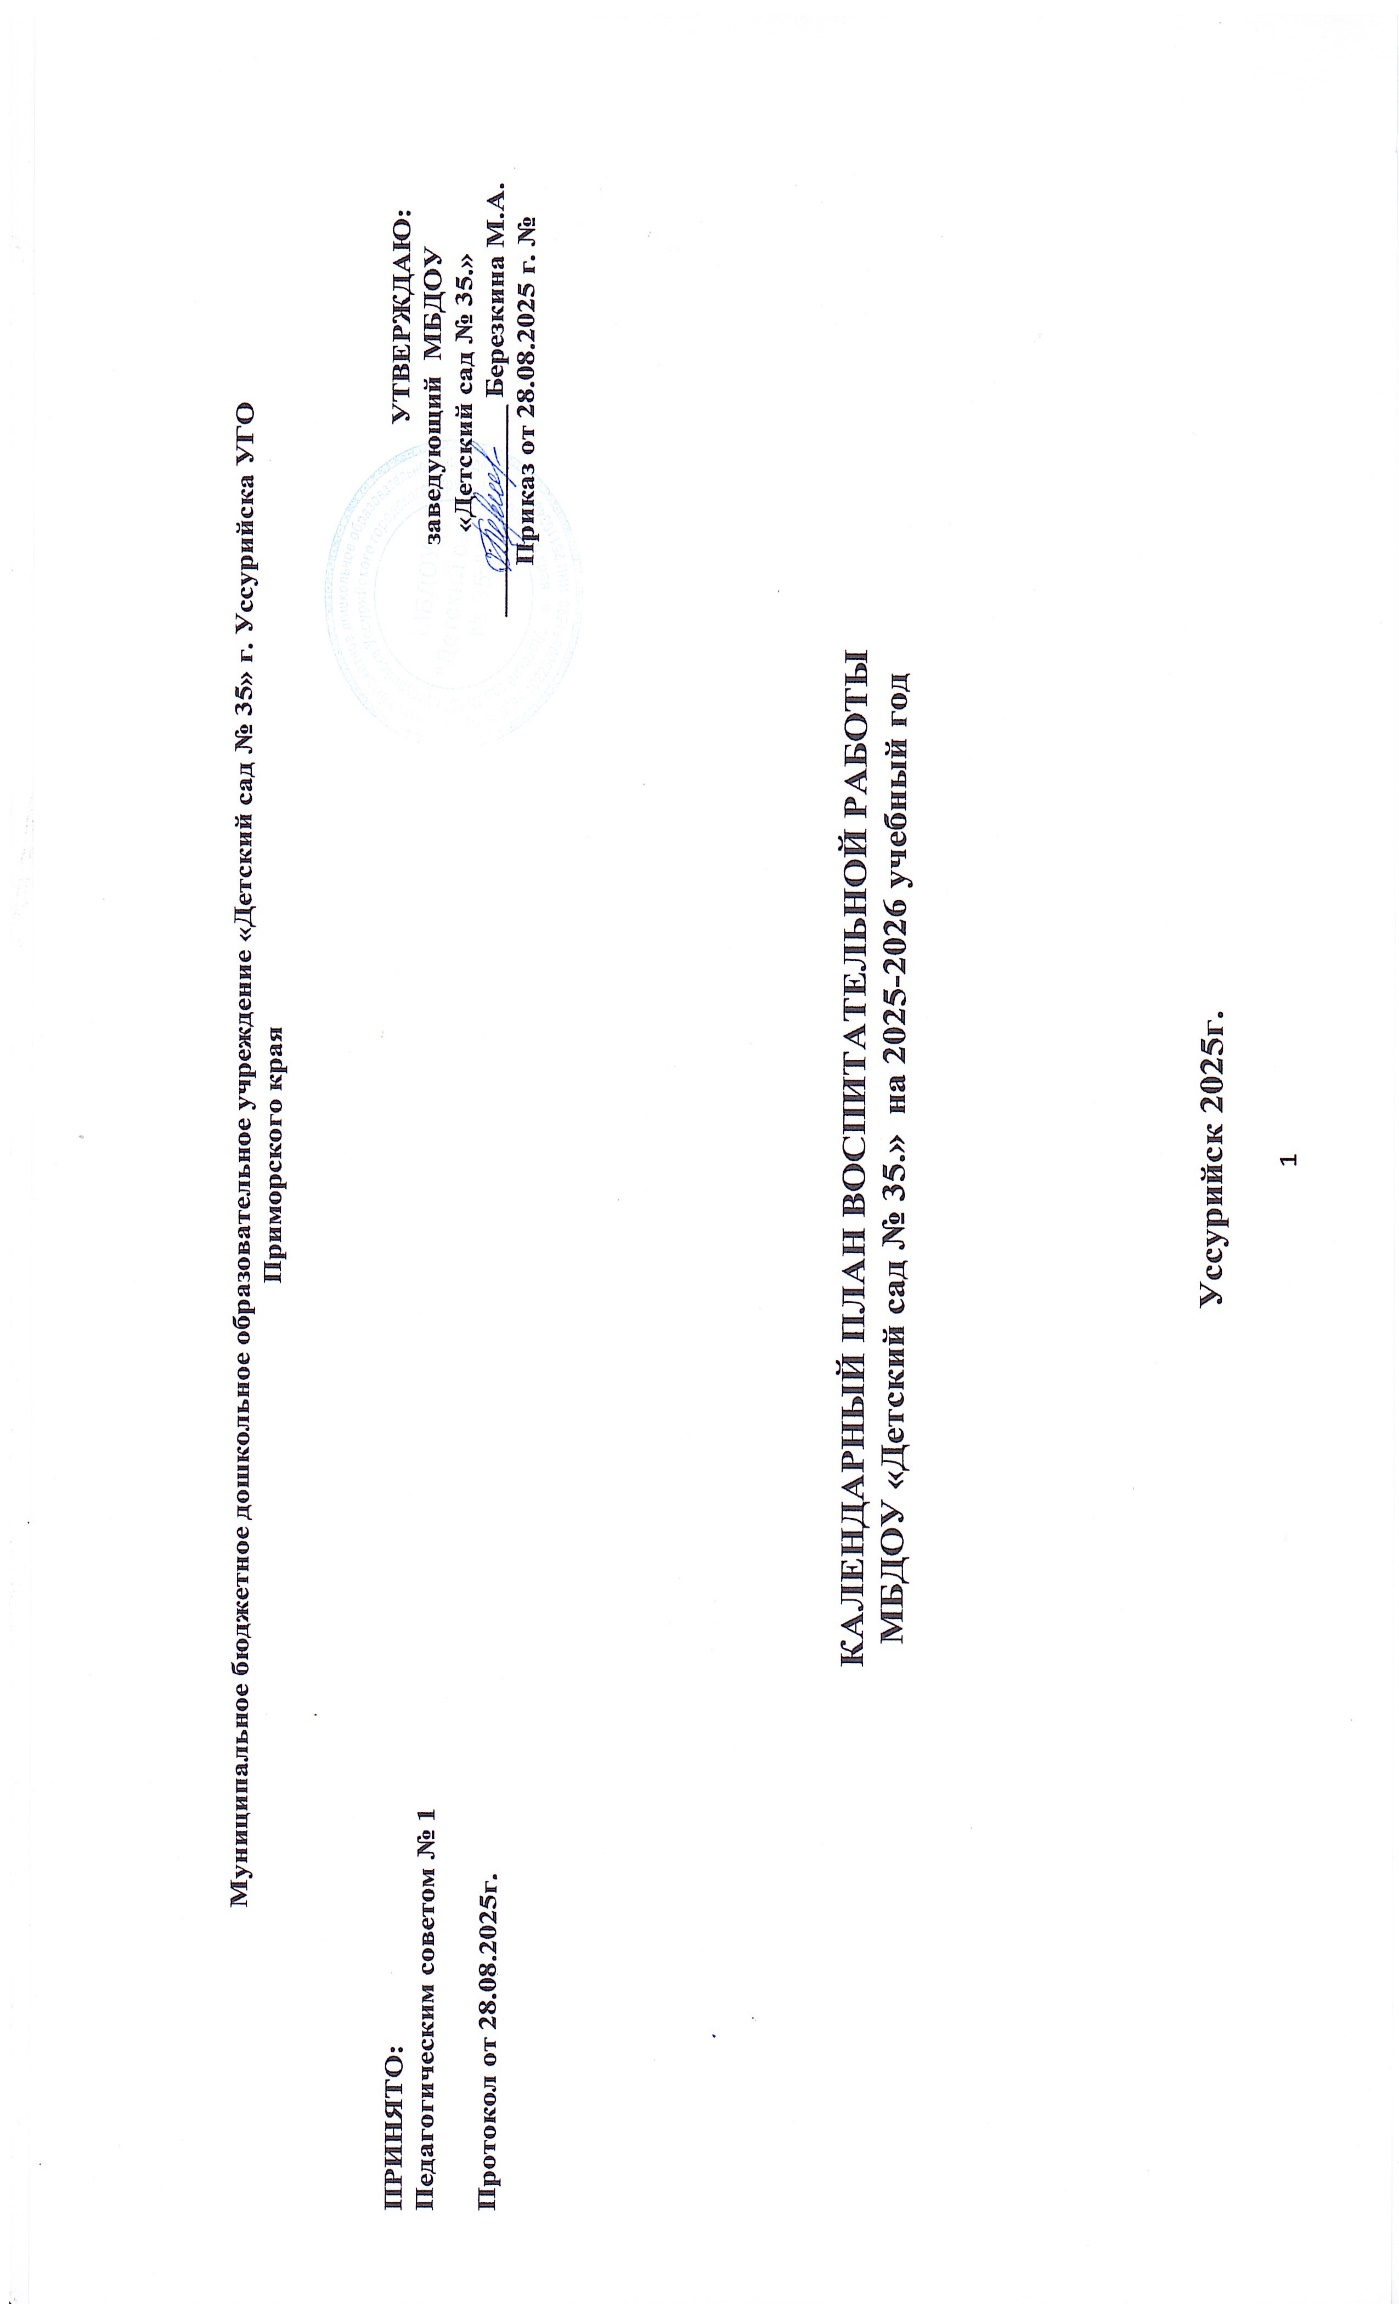 Муниципальное бюджетное дошкольное образовательное учреждение «Детский сад № 35» г. Уссурийска УГО
Приморского края
ПРИНЯТО:
Педагогическим советом № 1
Протокол от 28.08.2025г.
УТВЕРЖДАЮ:
заведующий МБДОУ
«Детский сад № 35.»
Березкина М.А.
Приказ от 28.08.2025 г. №
КАЛЕНДАРНЫЙ ПЛАН ВОСПИТАТЕЛЬНОЙ РАБОТЫ
МБДОУ «Детский сад № 35.» на 2025-2026 учебный год
Уссурийск 2025г.
1